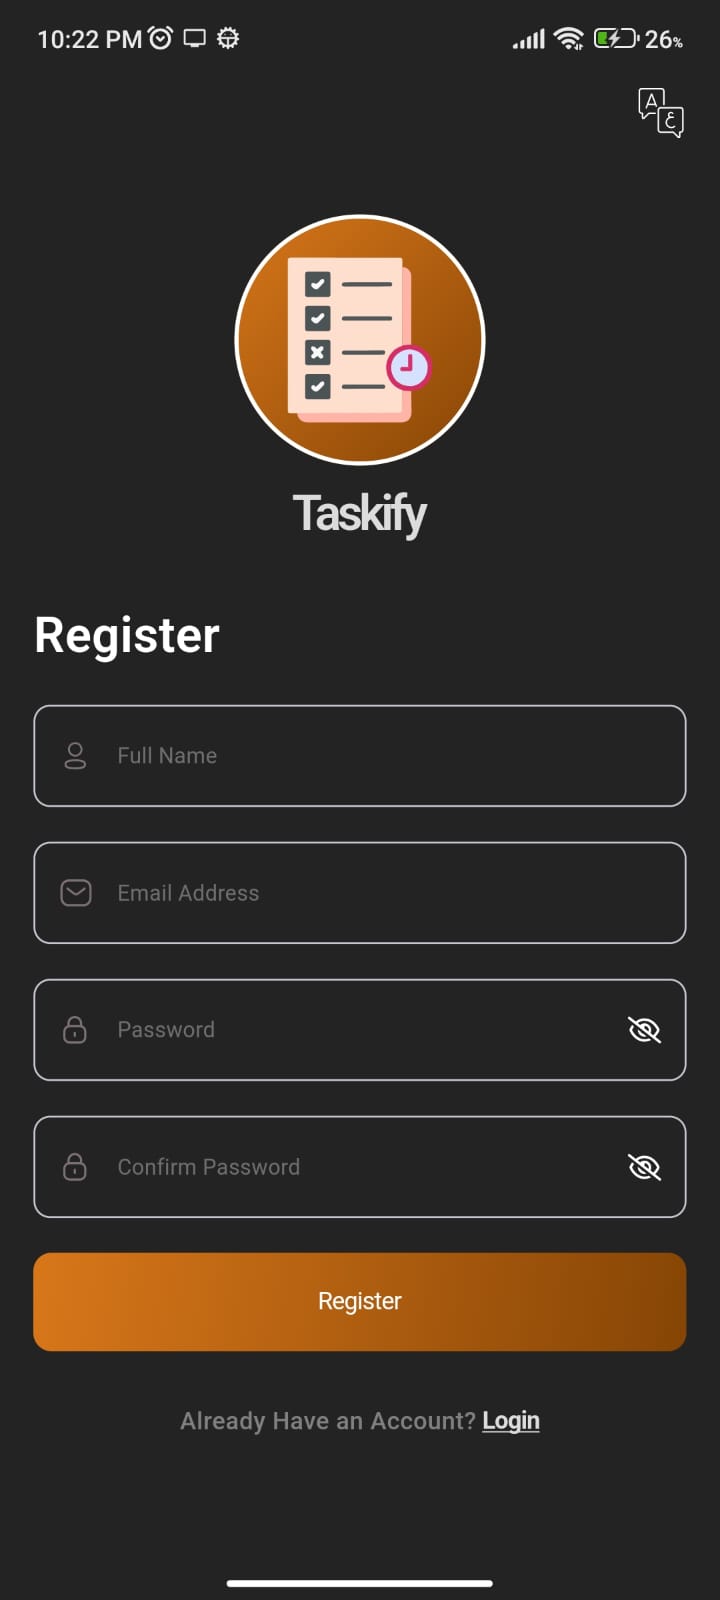 10:22 PM 26%
A
ع
Taskify
Register
Full Name
Email Address
Password
Confirm Password
Register
Already Have an Account? Login